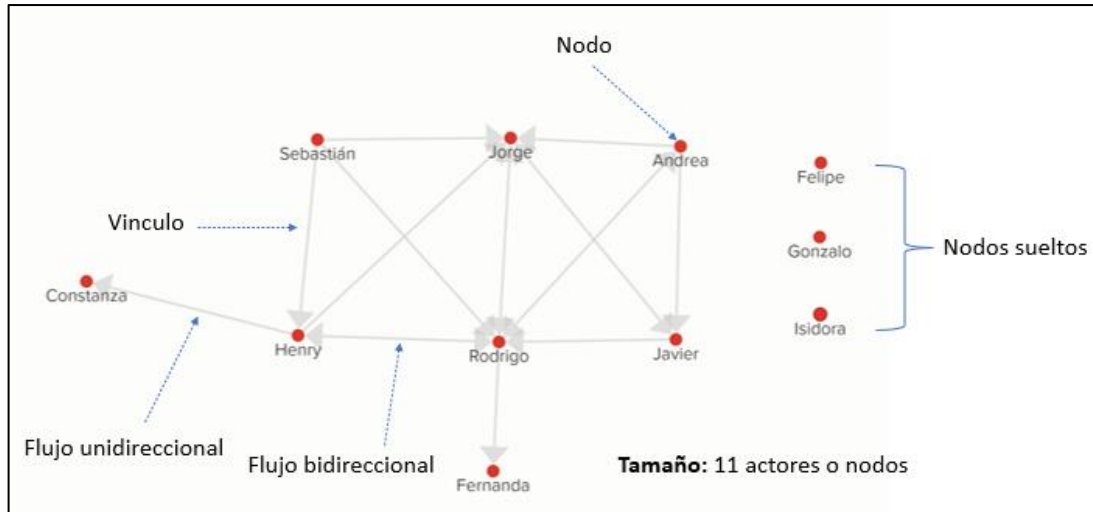 Nodo
Sebastián
Jorge
Andrea
Felipe
Vinculo
Gonzalo
Nodos sueltos
Constanza
Isidora
Henry
Rodrigo
Javier
Flujo unidireccional
Flujo bidireccional
Tamaño: 11 actores o nodos
Fernanda